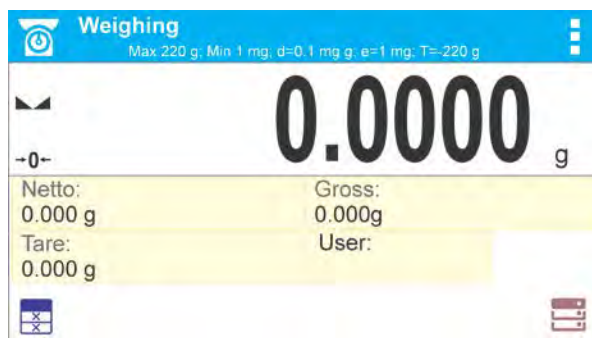 Weighing
Max 220 g; Min 1 mg; d=0.1 mg g; e=1 mg; T=-220 g
→0← 0.0000 g
Netto: Gross:
0.000 g 0.000g
Tare: User:
0.000 g